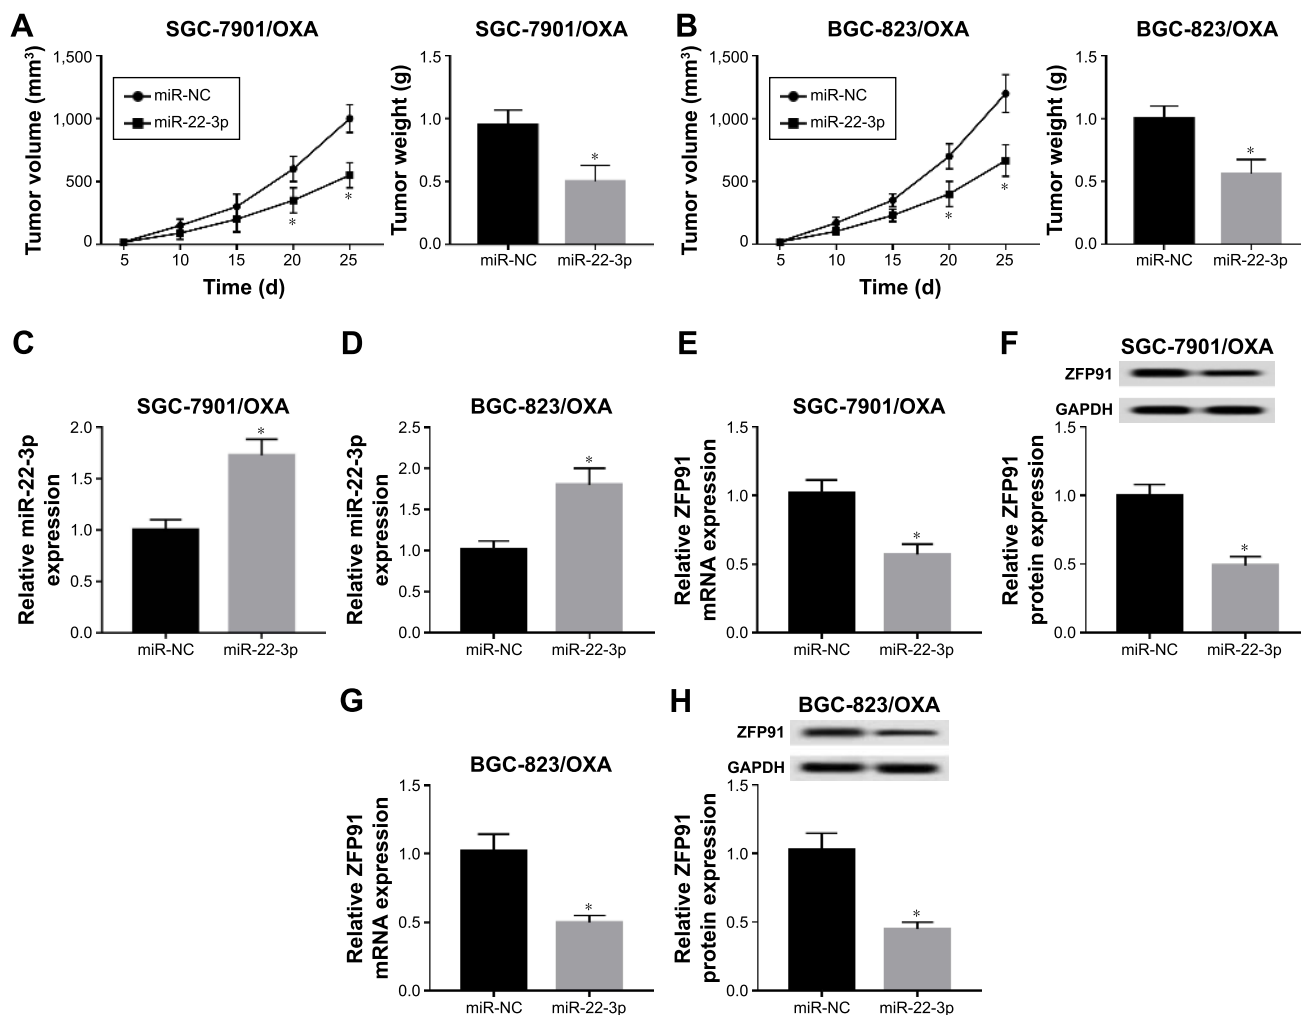 A
SGC-7901/OXA
Tumor volume (mm³)
1,500
1,000
500
0
miR-NC
miR-22-3p
*
*
5 10 15 20 25
Time (d)
SGC-7901/OXA
Tumor weight (g)
1.5
1.0
0.5
0.0
*
miR-NC miR-22-3p
B
BGC-823/OXA
Tumor volume (mm³)
1,500
1,000
500
0
miR-NC
miR-22-3p
*
*
5 10 15 20 25
Time (d)
BGC-823/OXA
Tumor weight (g)
1.5
1.0
0.5
0.0
*
miR-NC miR-22-3p
C
SGC-7901/OXA
Relative miR-22-3p
expression
2.0
1.5
1.0
0.5
0.0
*
miR-NC miR-22-3p
D
BGC-823/OXA
Relative miR-22-3p
expression
2.5
2.0
1.5
1.0
0.5
0.0
*
miR-NC miR-22-3p
E
SGC-7901/OXA
Relative ZFP91
mRNA expression
1.5
1.0
0.5
0.0
*
miR-NC miR-22-3p
F
SGC-7901/OXA
ZFP91
GAPDH
Relative ZFP91
protein expression
1.5
1.0
0.5
0.0
*
miR-NC miR-22-3p
G
BGC-823/OXA
Relative ZFP91
mRNA expression
1.5
1.0
0.5
0.0
*
miR-NC miR-22-3p
H
BGC-823/OXA
ZFP91
GAPDH
Relative ZFP91
protein expression
1.5
1.0
0.5
0.0
*
miR-NC miR-22-3p